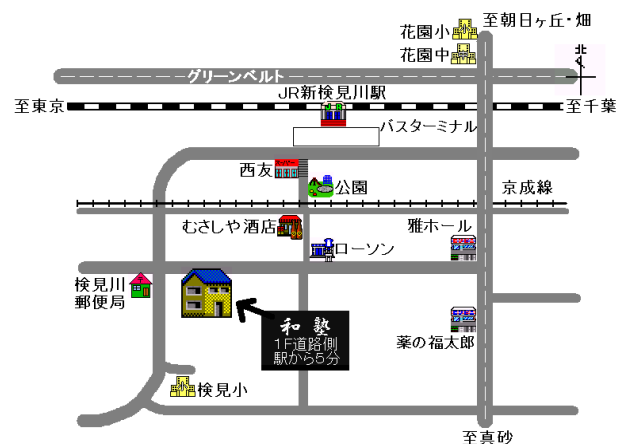 花園小
至朝日ヶ丘・畑
花園中
北
グリーンベルト
JR新検見川駅
至東京
至千葉
バスターミナル
西友
公園
京成線
むさしや酒店
雅ホール
ローソン
検見川
郵便局
和塾
1F道路側
駅から5分
薬の福太郎
検見小
至真砂